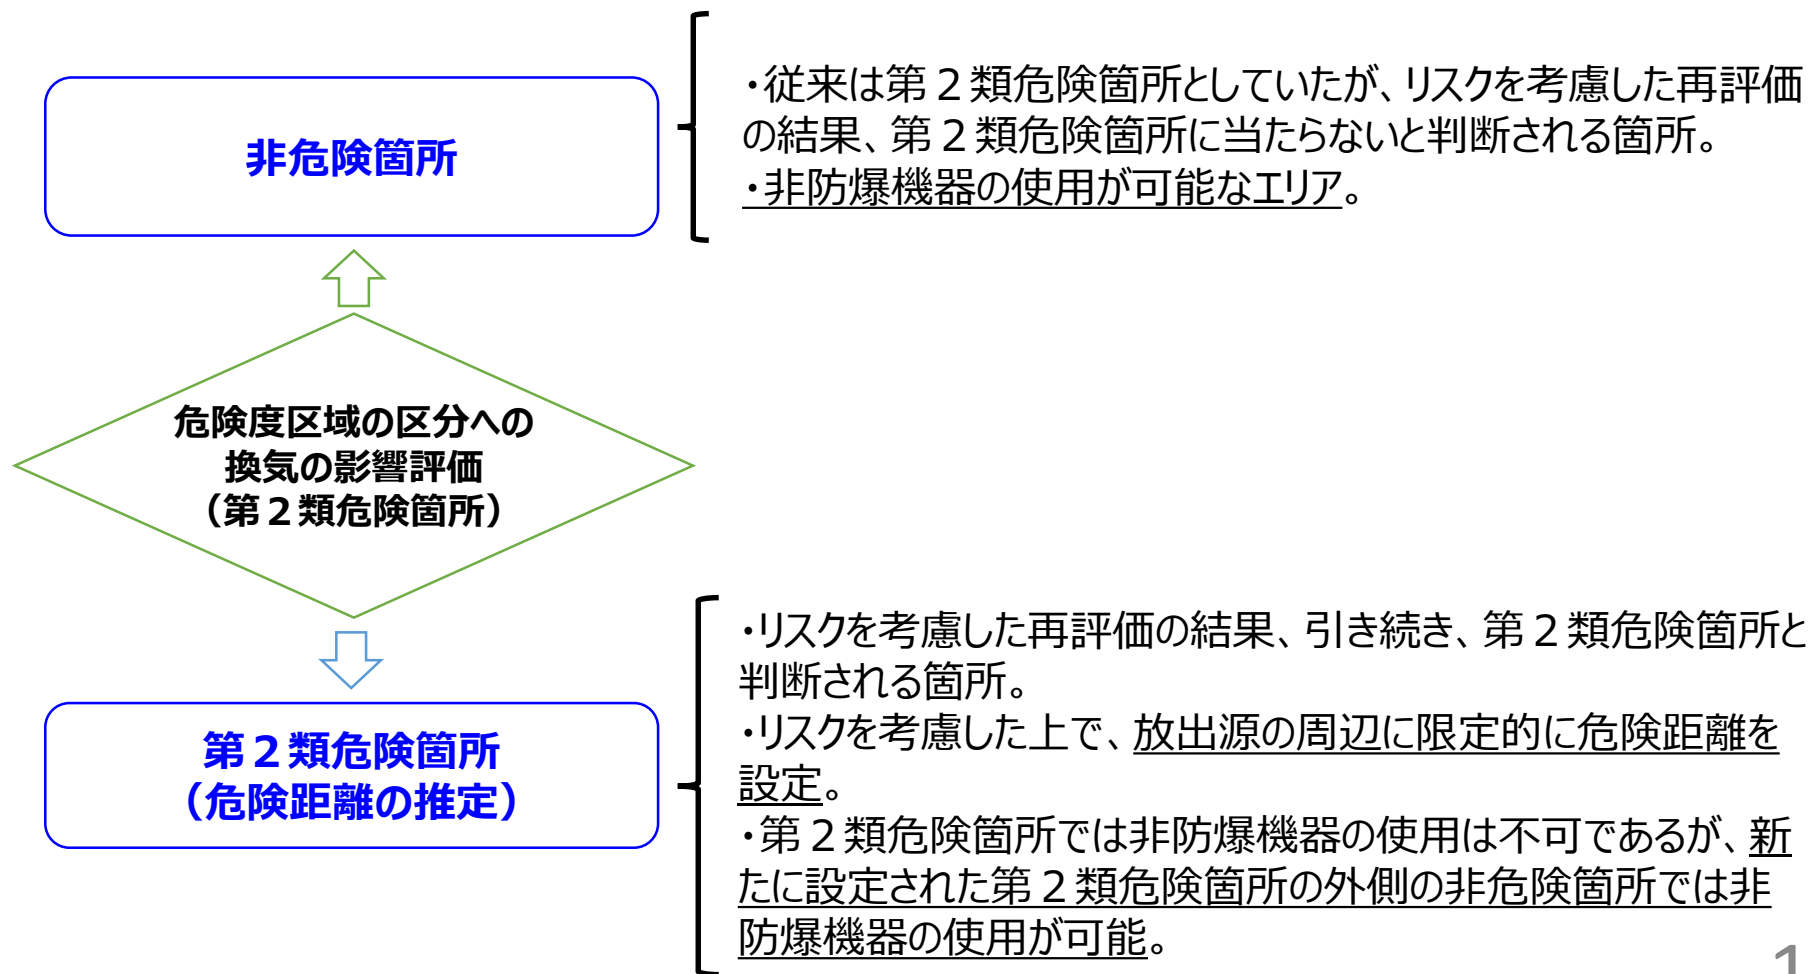 非危険箇所
・従来は第２類危険箇所としていたが、リスクを考慮した再評価
の結果、第２類危険箇所に当たらないと判断される箇所。
・非防爆機器の使用が可能なエリア。
危険度区域の区分への
換気の影響評価
（第２類危険箇所）
第２類危険箇所
（危険距離の推定）
・リスクを考慮した再評価の結果、引き続き、第２類危険箇所と
判断される箇所。
・リスクを考慮した上で、放出源の周辺に限定的に危険距離を
設定。
・第２類危険箇所では非防爆機器の使用は不可であるが、新
たに設定された第２類危険箇所の外側の非危険箇所では非
防爆機器の使用が可能。